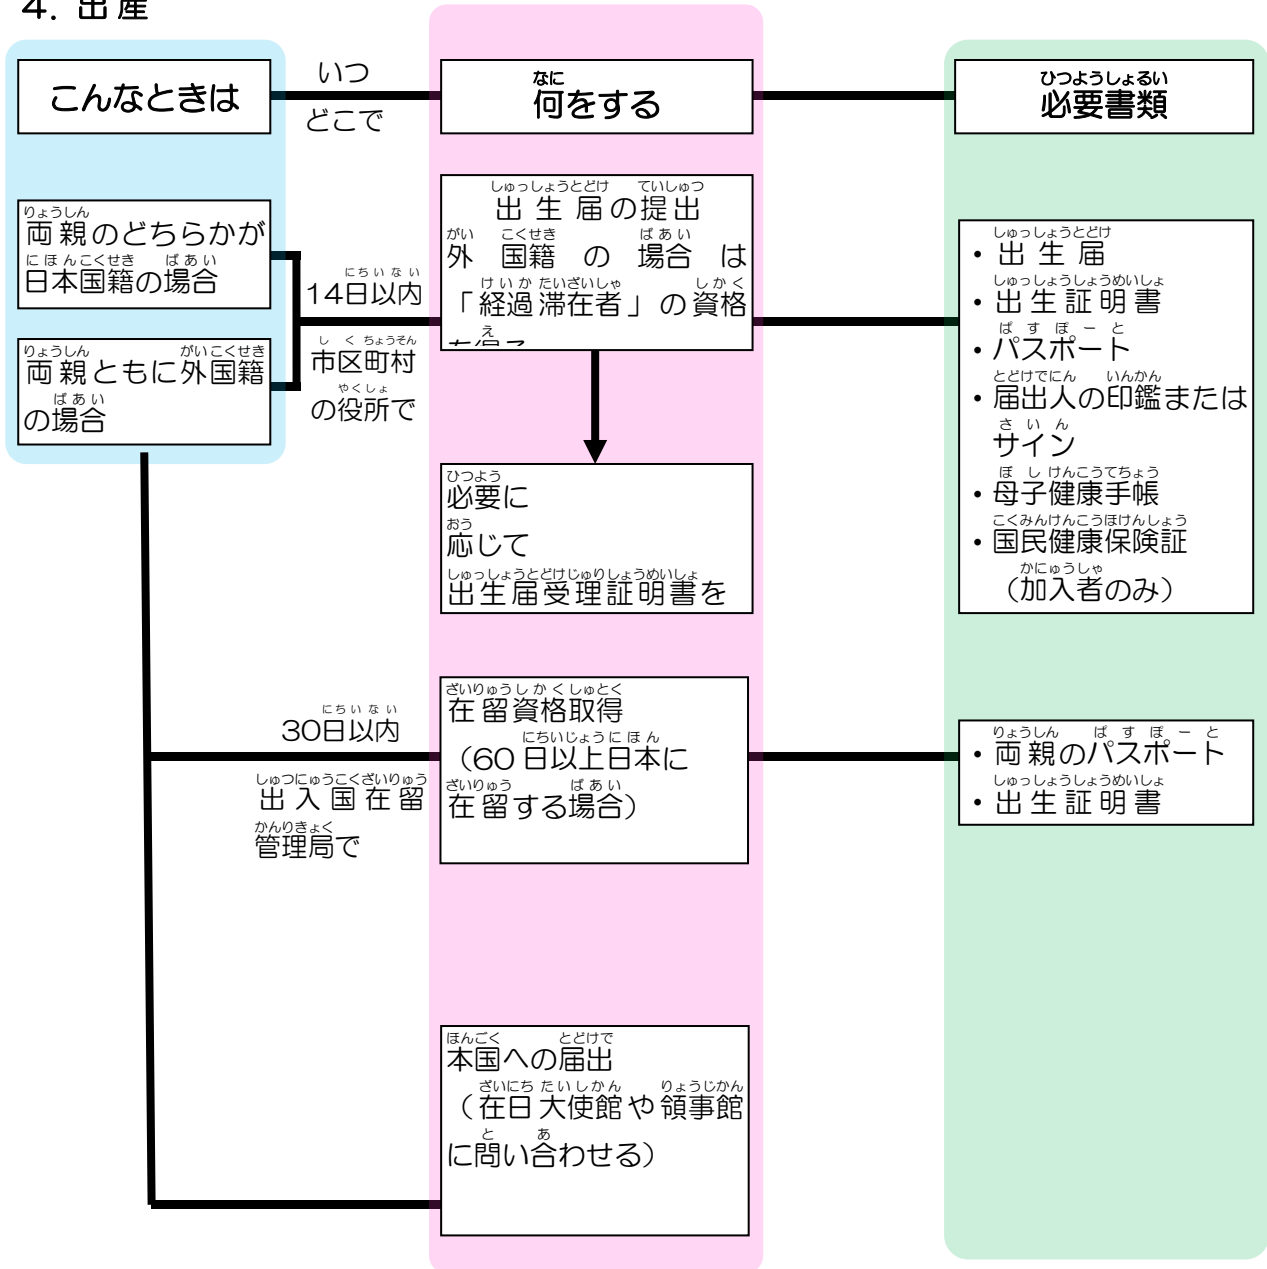 4. 出産
こんなときは
いつ
どこで
なに
何をする
ひつようしょるい
必要書類
りょうしん
両親のどちらかが
にほんこくせき ばあい
日本国籍の場合
りょうしん がいこくせき
両親ともに外国籍
ばあい
の場合
にちいない
14日以内
し く ちょうそん
市区町村
やくしょ
の役所で
しゅっしょうとどけ ていしゅつ
出生届の提出
がい こくせき ばあい
外国籍の場合は
けいか たいざいしゃ しかく
「経過滞在者」の資格
え
を得る
ひつよう
必要に
おう
応じて
しゅっしょうとどけじゅりしょうめいしょ
出生届受理証明書を
しゅっしょうとどけ
・出生届
しゅっしょうしょうめいしょ
・出生証明書
ぱすぽーと
・パスポート
とどけでにん いんかん
・届出人の印鑑または
さいん
サイン
ぼ し けんこうてちょう
・母子健康手帳
こくみんけんこうほけんしょう
・国民健康保険証
かにゅうしゃ
（加入者のみ）
にちいない
30日以内
しゅつにゅうこくざいりゅう
出入国在留
かんりきょく
管理局で
ざいりゅうしかくしゅとく
在留資格取得
にちいじょうにほん
（60日以上日本に
ざいりゅう ばあい
在留する場合）
りょうしん ぱすぽーと
・両親のパスポート
しゅっしょうしょうめいしょ
・出生証明書
ほんごく とどけで
本国への届出
ざいにち たいしかん りょうじかん
（在日大使館や領事館
と あ
に問い合わせる）